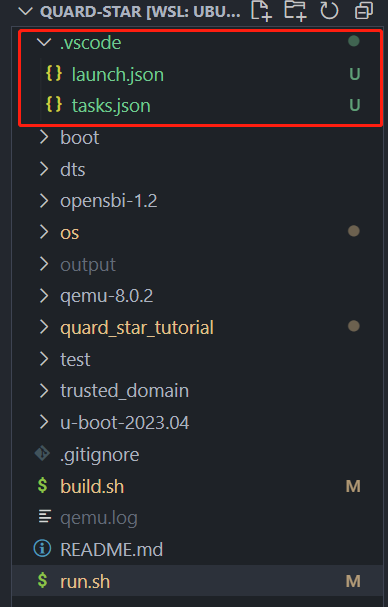 QUARD-STAR [WSL: UBU...
.vscode
{} launch.json U
{} tasks.json U
boot
dts
opensbi-1.2
os
output
qemu-8.0.2
quard_star_tutorial
test
trusted_domain
u-boot-2023.04
.gitignore
$ build.sh M
qemu.log
README.md
$ run.sh M